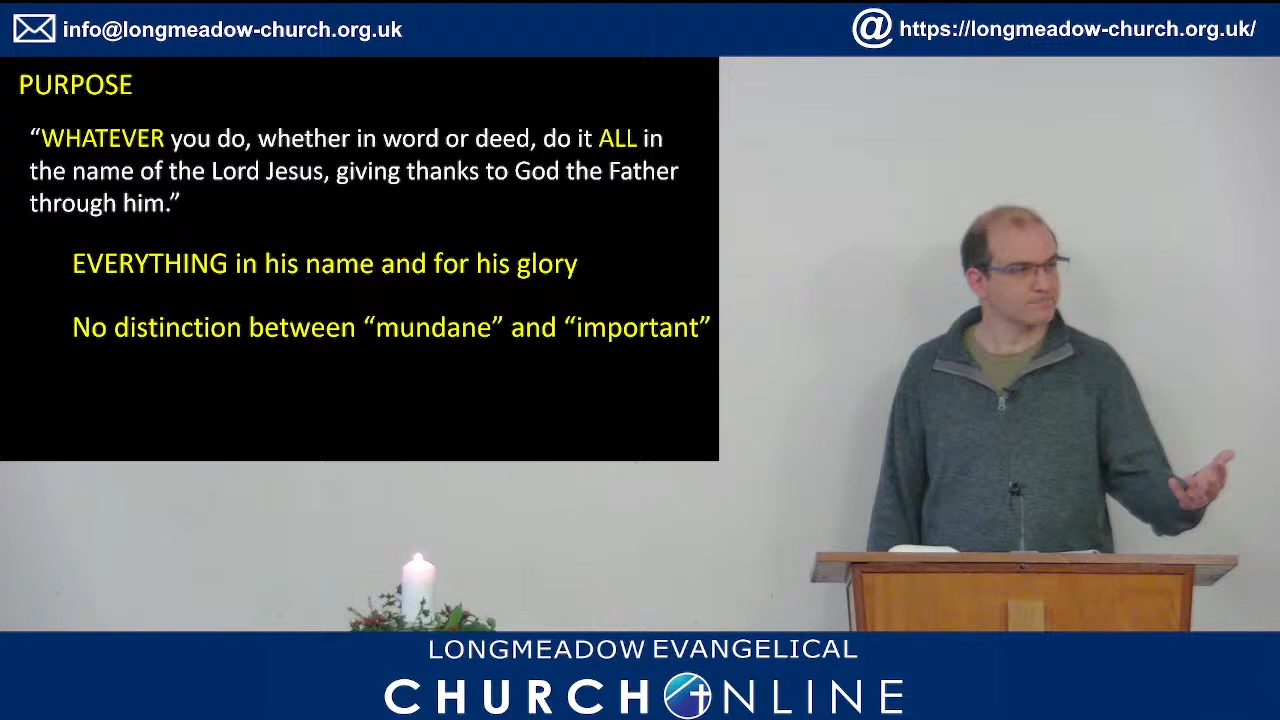 info@longmeadow-church.org.uk
https://longmeadow-church.org.uk/
PURPOSE
“WHATEVER you do, whether in word or deed, do it ALL in
the name of the Lord Jesus, giving thanks to God the Father
through him.”
EVERYTHING in his name and for his glory
No distinction between “mundane” and “important”
LONGMEADOW EVANGELICAL
CHURCH ONLINE